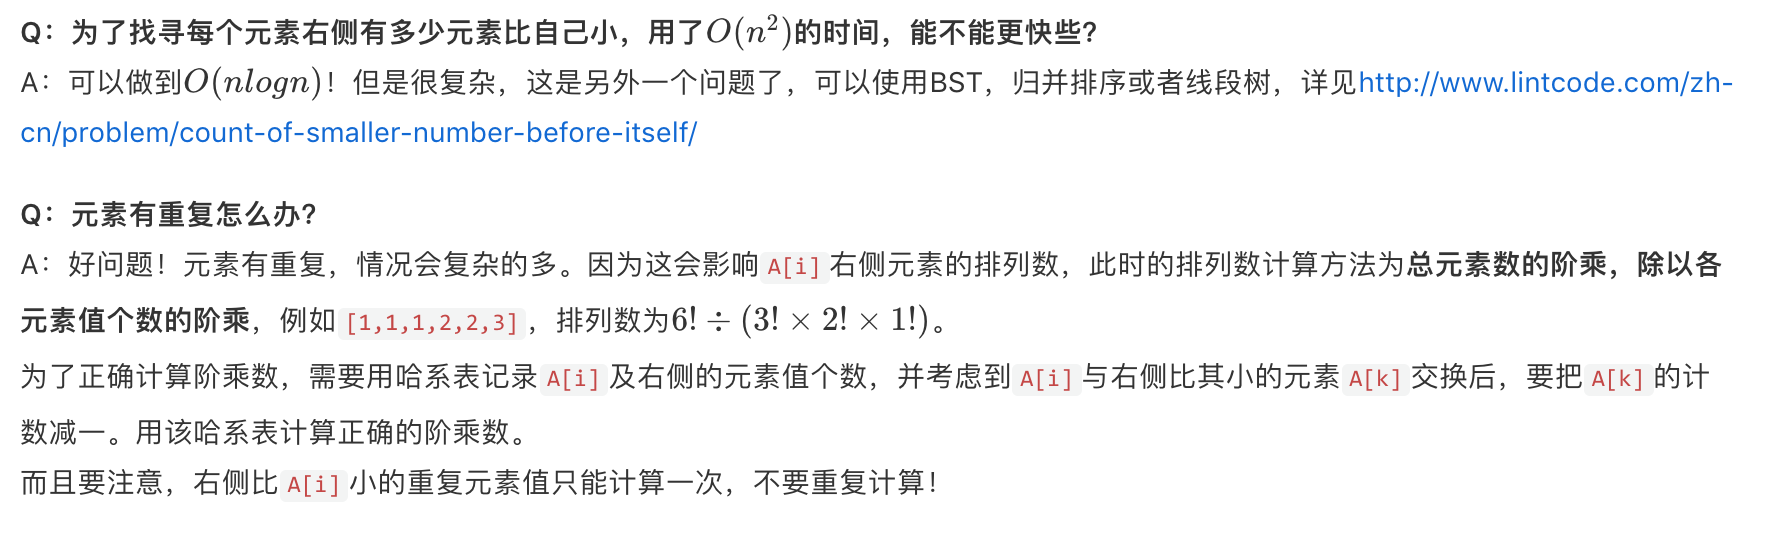 Q：为了找寻每个元素右侧有多少元素比自己小，用了O(n²)的时间，能不能更快些?
A：可以做到O(nlogn)！但是很复杂，这是另外一个问题了，可以使用BST，归并排序或者线段树，详见http://www.lintcode.com/zh-
cn/problem/count-of-smaller-number-before-itself/
Q：元素有重复怎么办?
A：好问题！元素有重复，情况会复杂的多。因为这会影响A[i]右侧元素的排列数，此时的排列数计算方法为总元素数的阶乘，除以各
元素值个数的阶乘，例如[1,1,1,2,2,3]，排列数为6! ÷ (3! × 2! × 1!)。
为了正确计算阶乘数，需要用哈系表记录A[i]及右侧的元素值个数，并考虑到A[i]与右侧比其小的元素A[k]交换后，要把A[k]的计
数减一。用该哈系表计算正确的阶乘数。
而且要注意，右侧比A[i]小的重复元素值只能计算一次，不要重复计算！